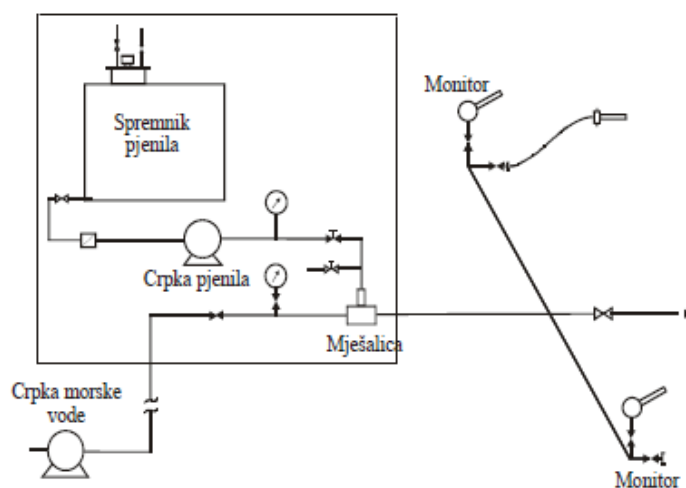 Monitor
Spremnik
pjenila
Crpka pjenila
Mješalica
Crpka morske
vode
Monitor